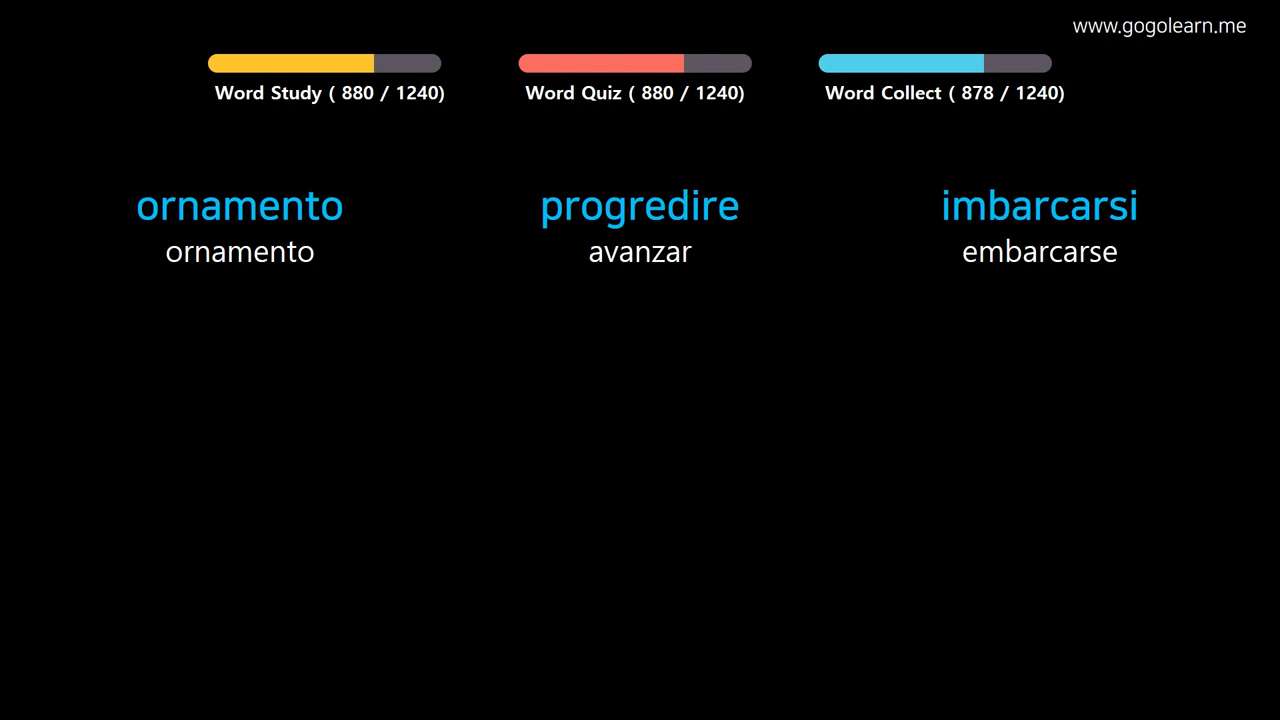 www.gogolearn.me
Word Study ( 880 / 1240)
Word Quiz ( 880 / 1240)
Word Collect ( 878 / 1240)
ornamento
ornamento
progredire
avanzar
imbarcarsi
embarcarse